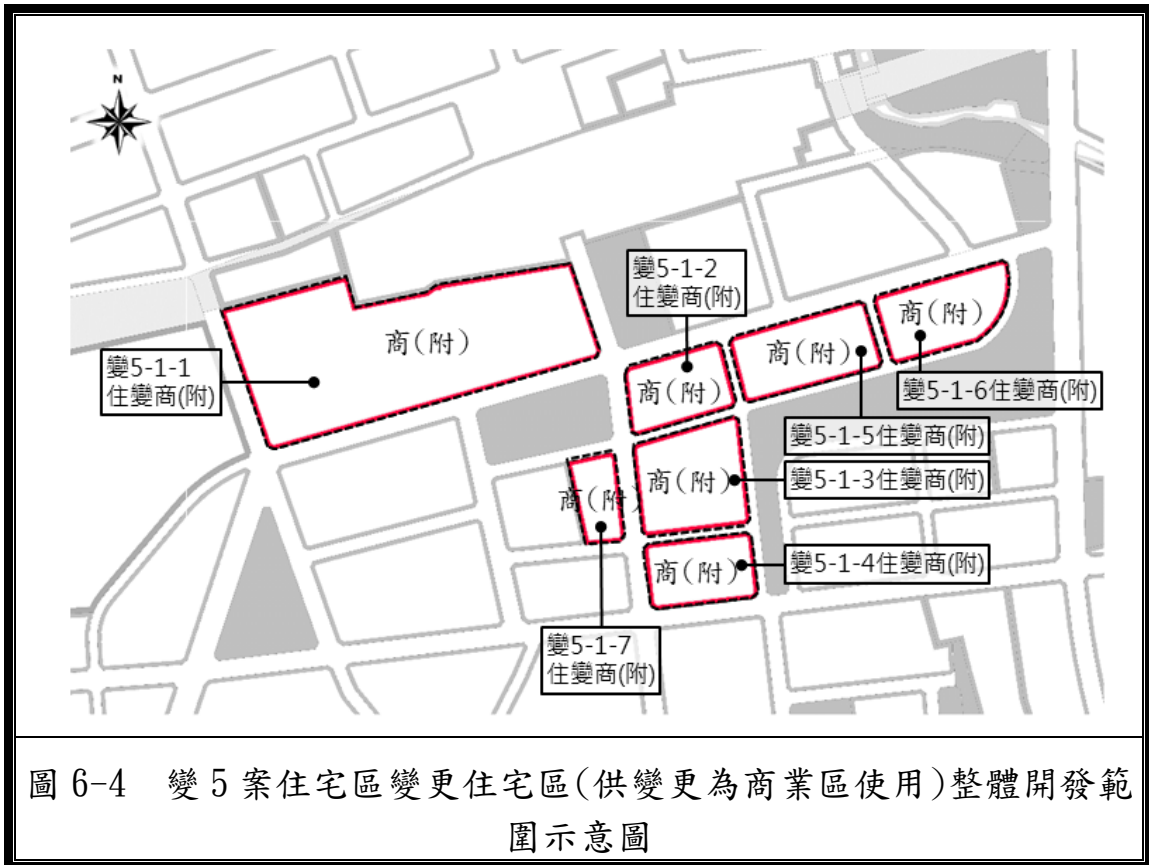 N
變5-1-2
住變商(附)
商(附)
商(附)
變5-1-1
住變商(附)
商(附)
商(附)
變5-1-6住變商(附)
變5-1-5住變商(附)
商(附)
變5-1-3住變商(附)
商(附)
商(附)
變5-1-4住變商(附)
變5-1-7
住變商(附)
圖 6-4 變 5 案住宅區變更住宅區(供變更為商業區使用)整體開發範
圍示意圖